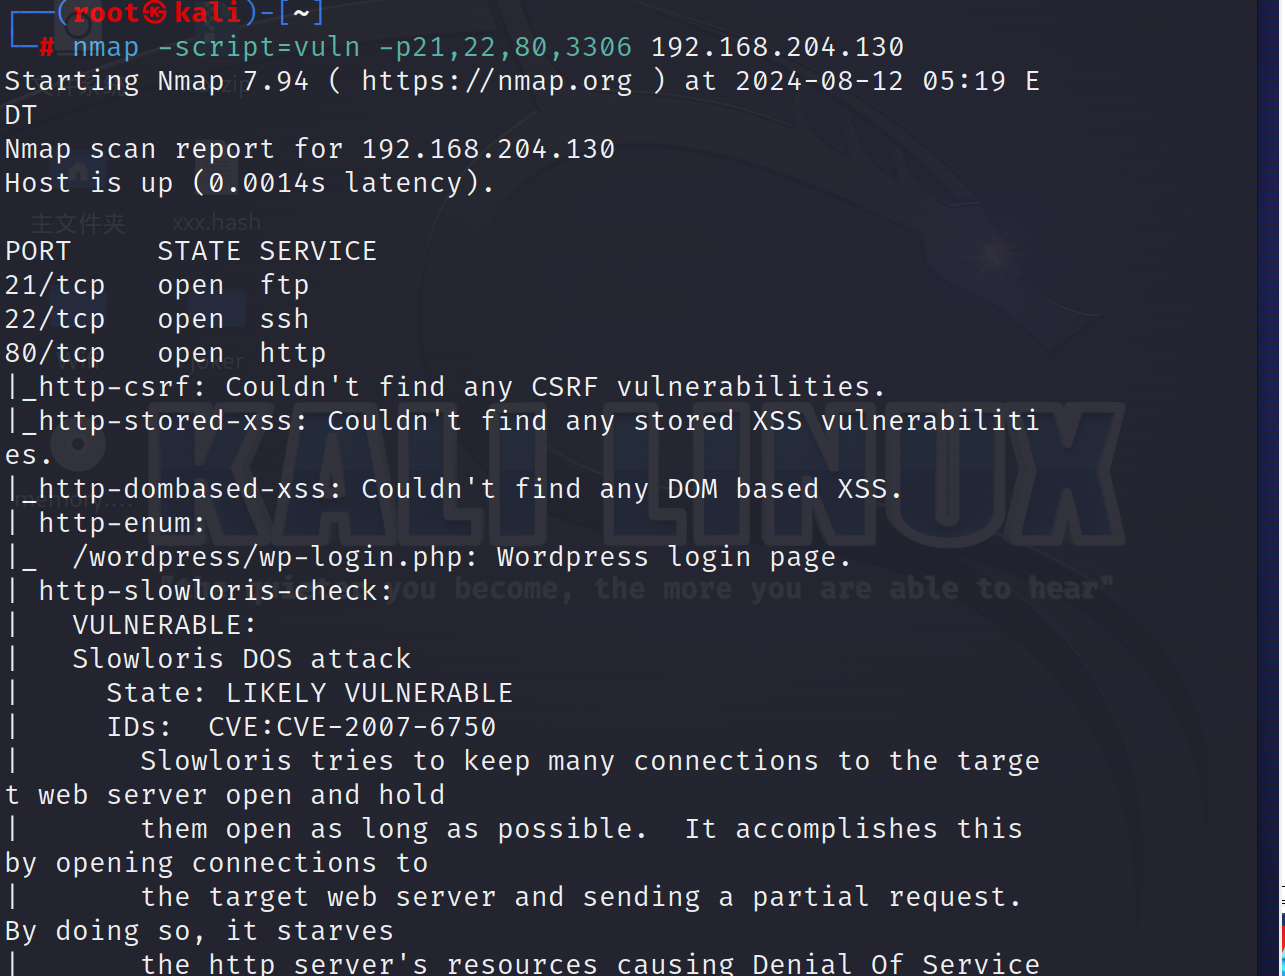 ┌──(root㉿kali)-[~]
└─# nmap -script=vuln -p21,22,80,3306 192.168.204.130
Starting Nmap 7.94 ( https://nmap.org ) at 2024-08-12 05:19 E
DT
Nmap scan report for 192.168.204.130
Host is up (0.0014s latency).
主文件夹 xxx.hash
PORT     STATE SERVICE
21/tcp   open  ftp
22/tcp   open  ssh
80/tcp   open  http
joker
|_http-csrf: Couldn't find any CSRF vulnerabilities.
|_http-stored-xss: Couldn't find any stored XSS vulnerabiliti
es.
KALI LINUX
|_http-dombased-xss: Couldn't find any DOM based XSS.
| http-enum:
|_  /wordpress/wp-login.php: Wordpress login page.
| http-slowloris-check:
you become, the more you are able to hear"
|   VULNERABLE:
|   Slowloris DOS attack
|     State: LIKELY VULNERABLE
|     IDs:  CVE:CVE-2007-6750
|       Slowloris tries to keep many connections to the targe
t web server open and hold
|       them open as long as possible.  It accomplishes this
by opening connections to
|       the target web server and sending a partial request.
By doing so, it starves
|       the http server's resources causing Denial Of Service